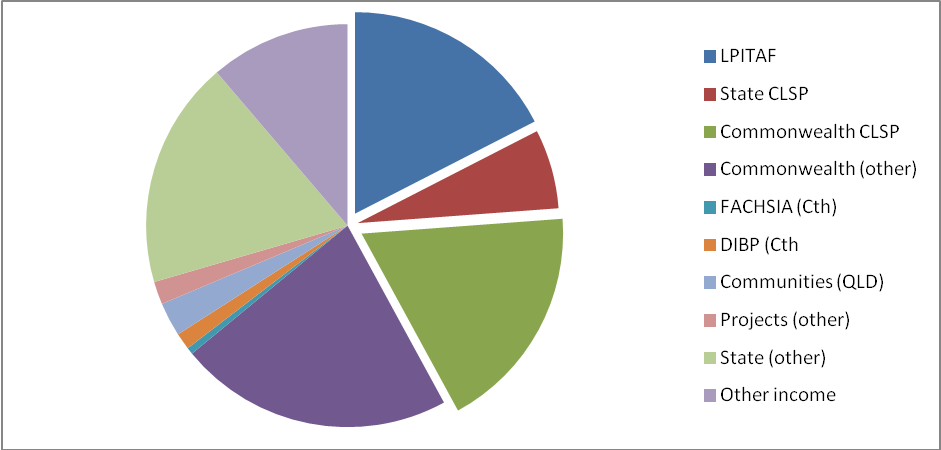 LPITAF
State CLSP
Commonwealth CLSP
Commonwealth (other)
FACHSIA (Cth)
DIBP (Cth
Communities (QLD)
Projects (other)
State (other)
Other income